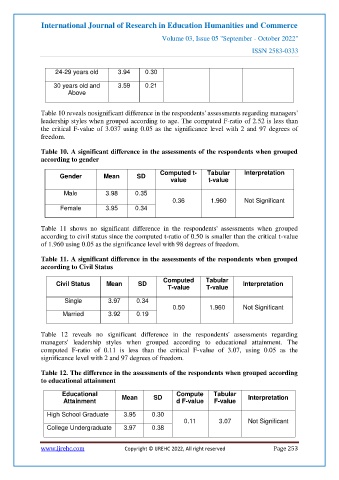 International Journal of Research in Education Humanities and Commerce
Volume 03, Issue 05 "September - October 2022"
ISSN 2583-0333
24-29 years old 3.94 0.30
30 years old and Above 3.59 0.21
Table 10 reveals nosignificant difference in the respondents' assessments regarding managers'
leadership styles when grouped according to age. The computed F-ratio of 2.52 is less than
the critical F-value of 3.037 using 0.05 as the significance level with 2 and 97 degrees of
freedom.
Table 10. A significant difference in the assessments of the respondents when grouped
according to gender
Gender Mean SD Computed t-value Tabular t-value Interpretation
Male 3.98 0.35
0.36 1.960 Not Significant
Female 3.95 0.34
Table 11 shows no significant difference in the respondents' assessments when grouped
according to civil status since the computed t-ratio of 0.50 is smaller than the critical t-value
of 1.960 using 0.05 as the significance level with 98 degrees of freedom.
Table 11. A significant difference in the assessments of the respondents when grouped
according to Civil Status
Civil Status Mean SD Computed T-value Tabular T-value Interpretation
Single 3.97 0.34
0.50 1.960 Not Significant
Married 3.92 0.19
Table 12 reveals no significant difference in the respondents' assessments regarding
managers' leadership styles when grouped according to educational attainment. The
computed F-ratio of 0.11 is less than the critical F-value of 3.07, using 0.05 as the
significance level with 2 and 97 degrees of freedom.
Table 12. The difference in the assessments of the respondents when grouped according
to educational attainment
Educational Attainment Mean SD Compute d F-value Tabular F-value Interpretation
High School Graduate 3.95 0.30
0.11 3.07 Not Significant
College Undergraduate 3.97 0.38
www.ijrehc.com Copyright © IJREHC 2022, All right reserved Page 253